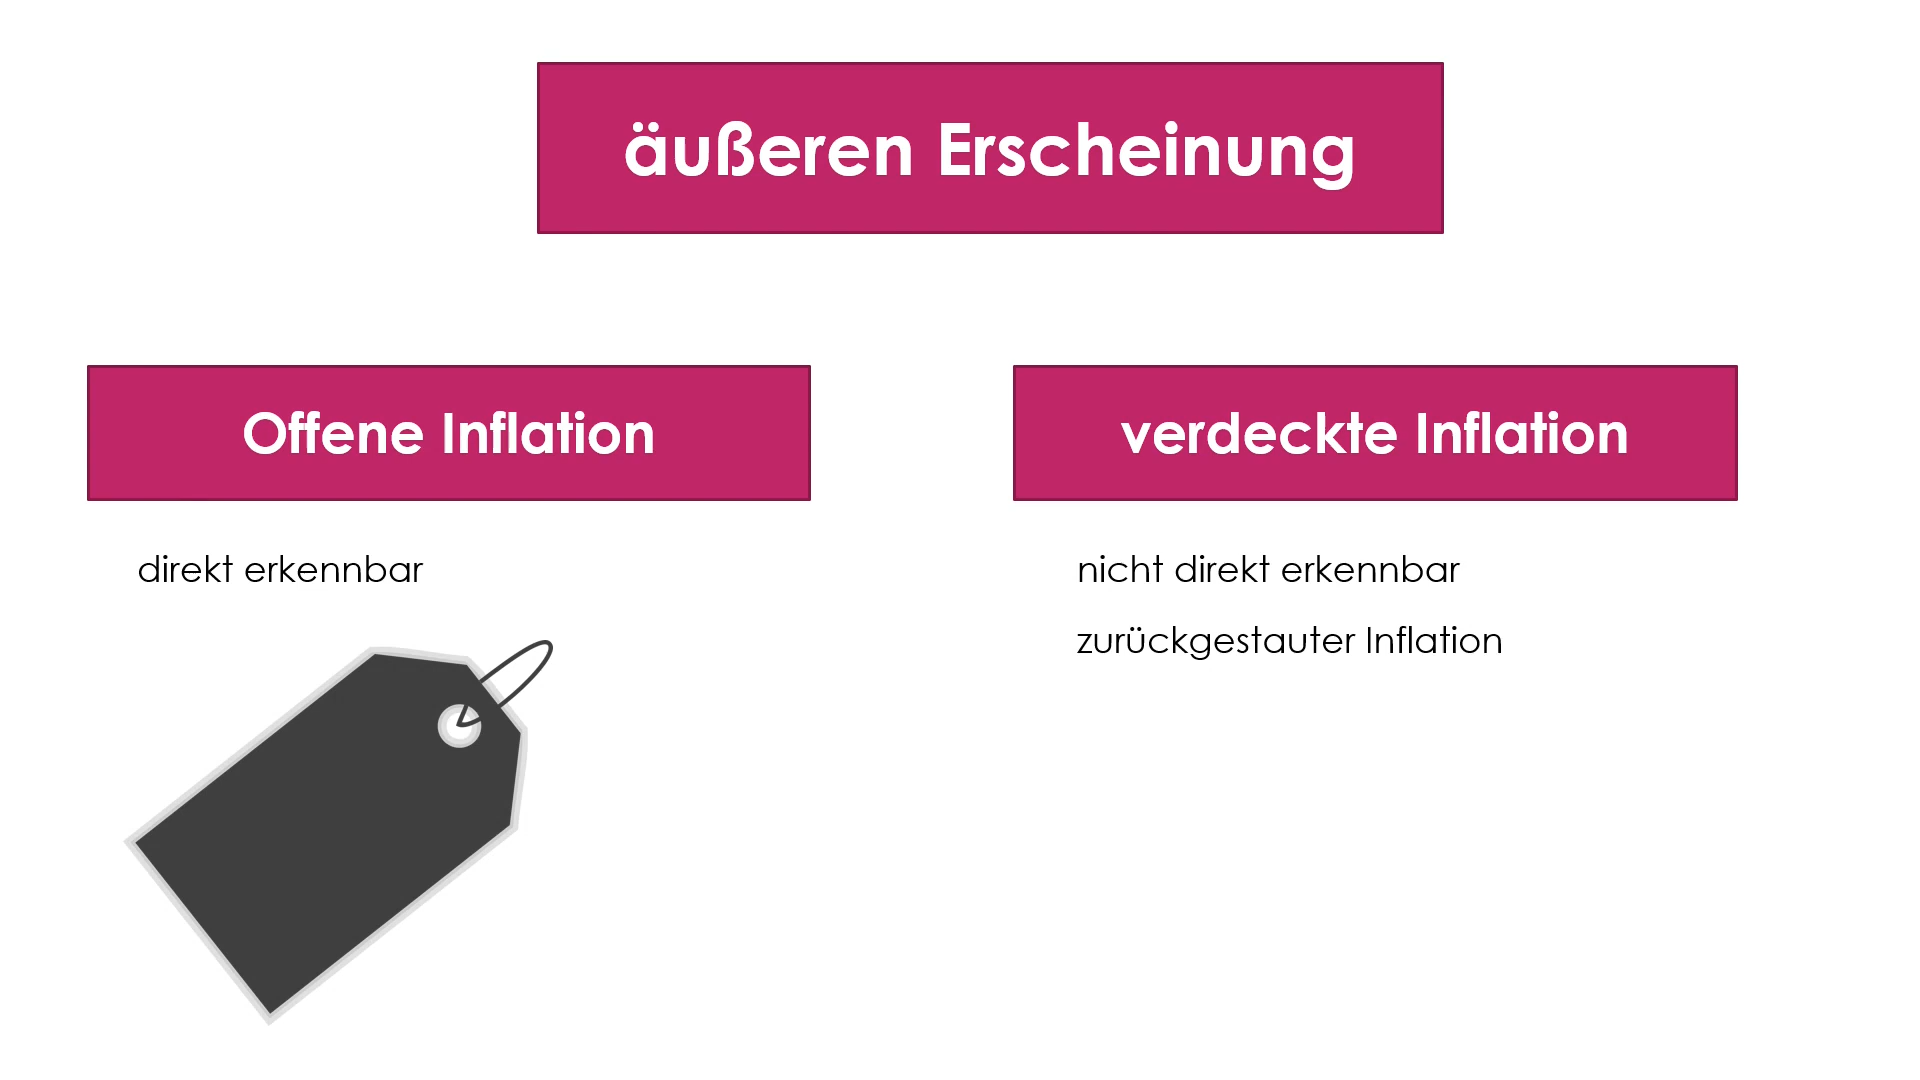 äußeren Erscheinung
Offene Inflation
verdeckte Inflation
direkt erkennbar
nicht direkt erkennbar
zurückgestauter Inflation